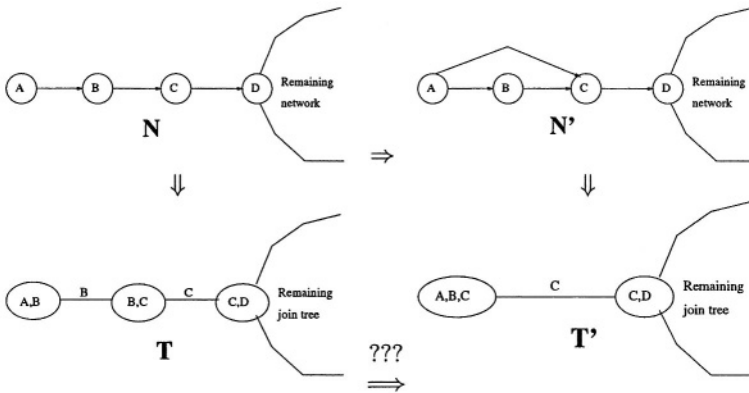 A B C D Remaining
network
N
A B C D Remaining
network
N'
⇒
⇓ ⇓
A,B B B,C C C,D Remaining
join tree
T
???
⇒
A,B,C C C,D Remaining
join tree
T'